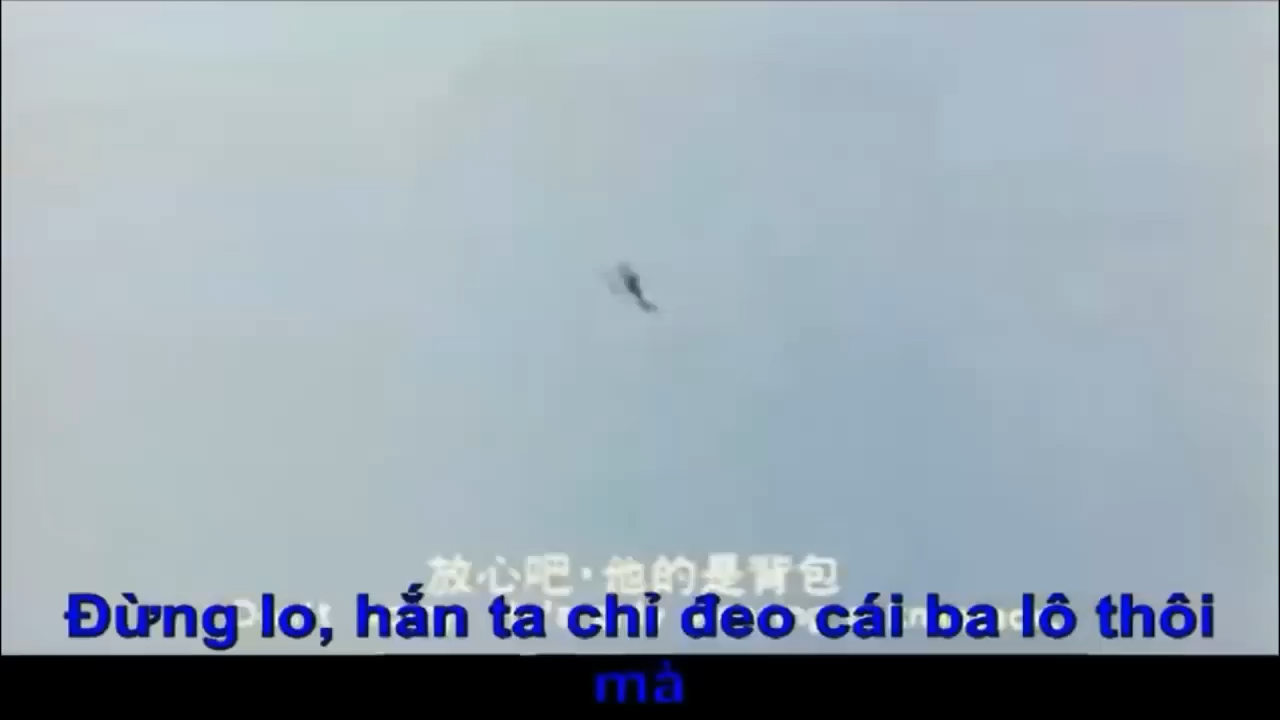 放心吧·他的是背包
Đừng lo, hắn ta chỉ đeo cái ba lô thôi
mà